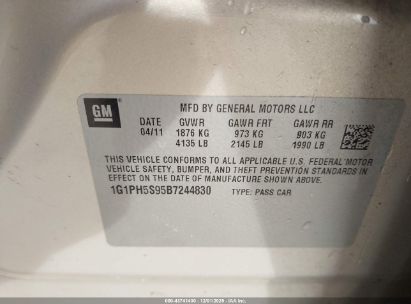 GM
MFD BY GENERAL MOTORS LLC
DATE GVWR GAWR FRT GAWR RR
04/11 1876 KG 973 KG 903 KG
4135 LB 2145 LB 1990 LB
THIS VEHICLE CONFORMS TO ALL APPLICABLE U.S. FEDERAL MOTOR
VEHICLE SAFETY, BUMPER, AND THEFT PREVENTION STANDARDS IN
EFFECT ON THE DATE OF MANUFACTURE SHOWN ABOVE.
1G1PH5S95B7244830 TYPE: PASS CAR